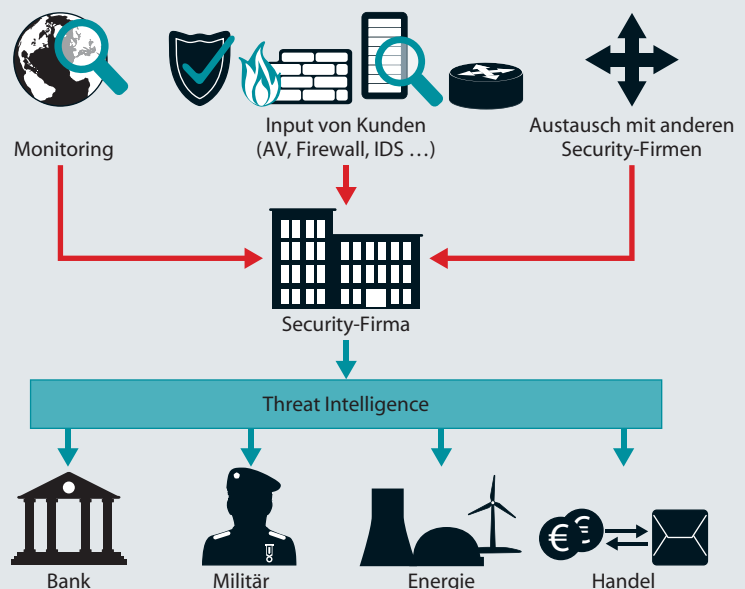 Monitoring
Input von Kunden
(AV, Firewall, IDS …)
Austausch mit anderen
Security-Firmen
Security-Firma
Threat Intelligence
Bank
Militär
Energie
Handel